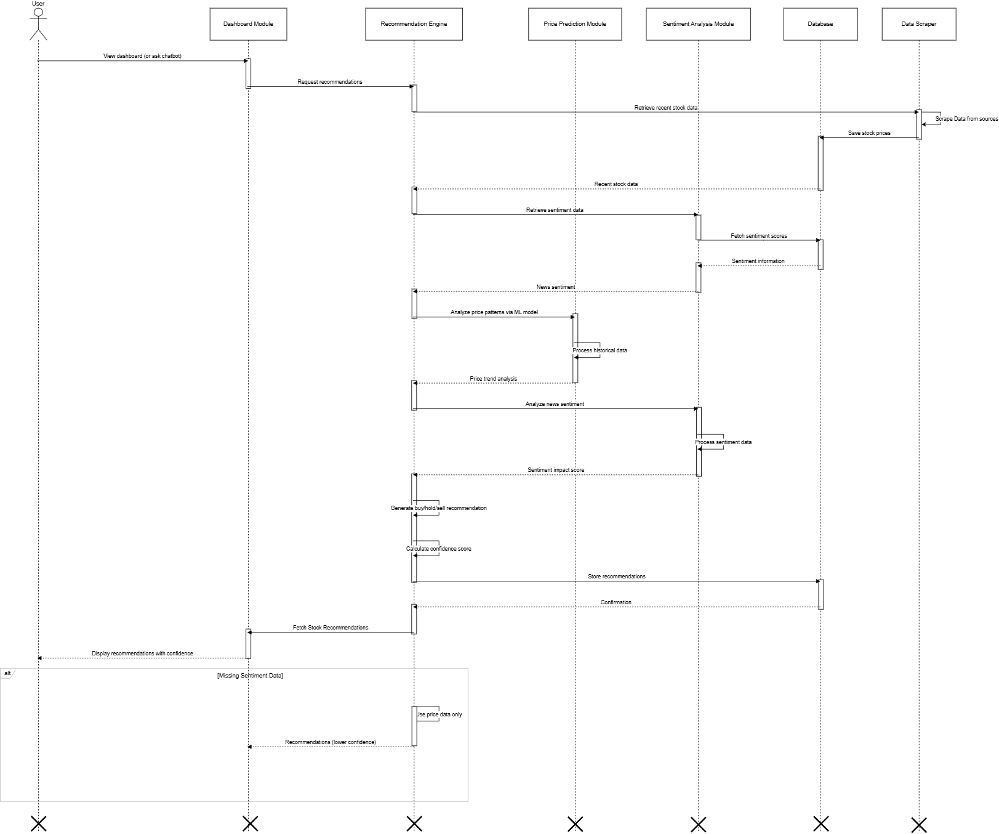 User
Dashboard Module
Recommendation Engine
Price Prediction Module
Sentiment Analysis Module
Database
Data Scraper
View dashboard (or ask chatbot)
Request recommendations
Retrieve recent stock data
Scrape Data from sources
Save stock prices
Recent stock data
Retrieve sentiment data
Fetch sentiment scores
Sentiment information
News sentiment
Analyze price patterns via ML model
Process historical data
Price trend analysis
Analyze news sentiment
Process sentiment data
Sentiment impact score
Generate buy/hold/sell recommendation
Calculate confidence score
Store recommendations
Confirmation
Fetch Stock Recommendations
Display recommendations with confidence
alt
[Missing Sentiment Data]
Use price data only
Recommendations (lower confidence)